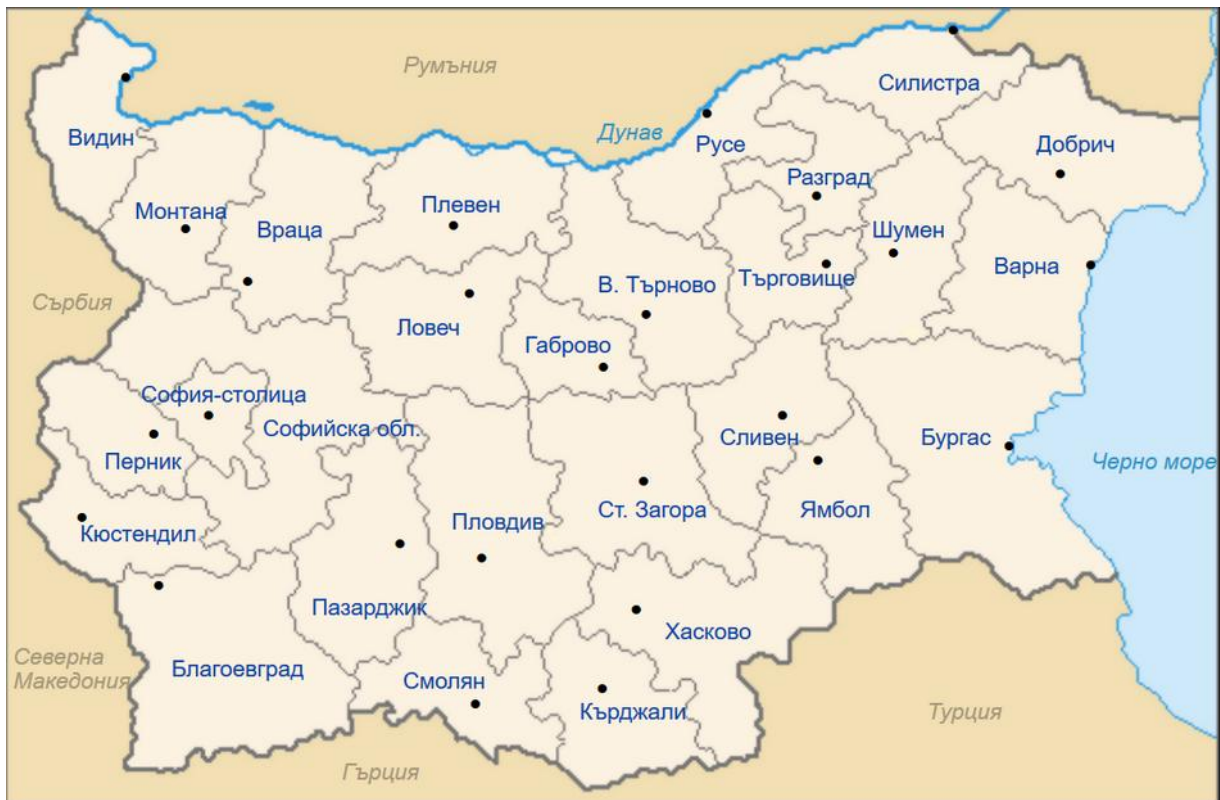 Румъния
Силистра
Видин
Дунав
Русе
Добрич
Разград
Плевен
Монтана
Враца
Шумен
Варна
Търговище
В. Търново
Сърбия
Ловеч
Габрово
София-столица
Софийска обл.
Сливен
Бургас
Перник
Черно море
Ст. Загора
Ямбол
Пловдив
Кюстендил
Пазарджик
Хасково
Северна
Македония
Благоевград
Смолян
Кърджали
Турция
Гърция